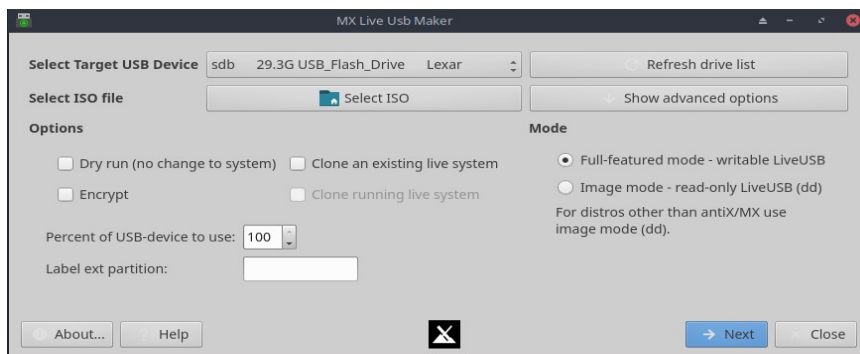 MX Live Usb Maker
Select Target USB Device sdb 29.3G USB_Flash_Drive Lexar Refresh drive list
Select ISO file Select ISO Show advanced options
Options Mode
Dry run (no change to system) Clone an existing live system Full-featured mode - writable LiveUSB
Encrypt Clone running live system Image mode - read-only LiveUSB (dd)
For distros other than antiX/MX use
image mode (dd).
Percent of USB-device to use: 100
Label ext partition:
About... Help Next Close